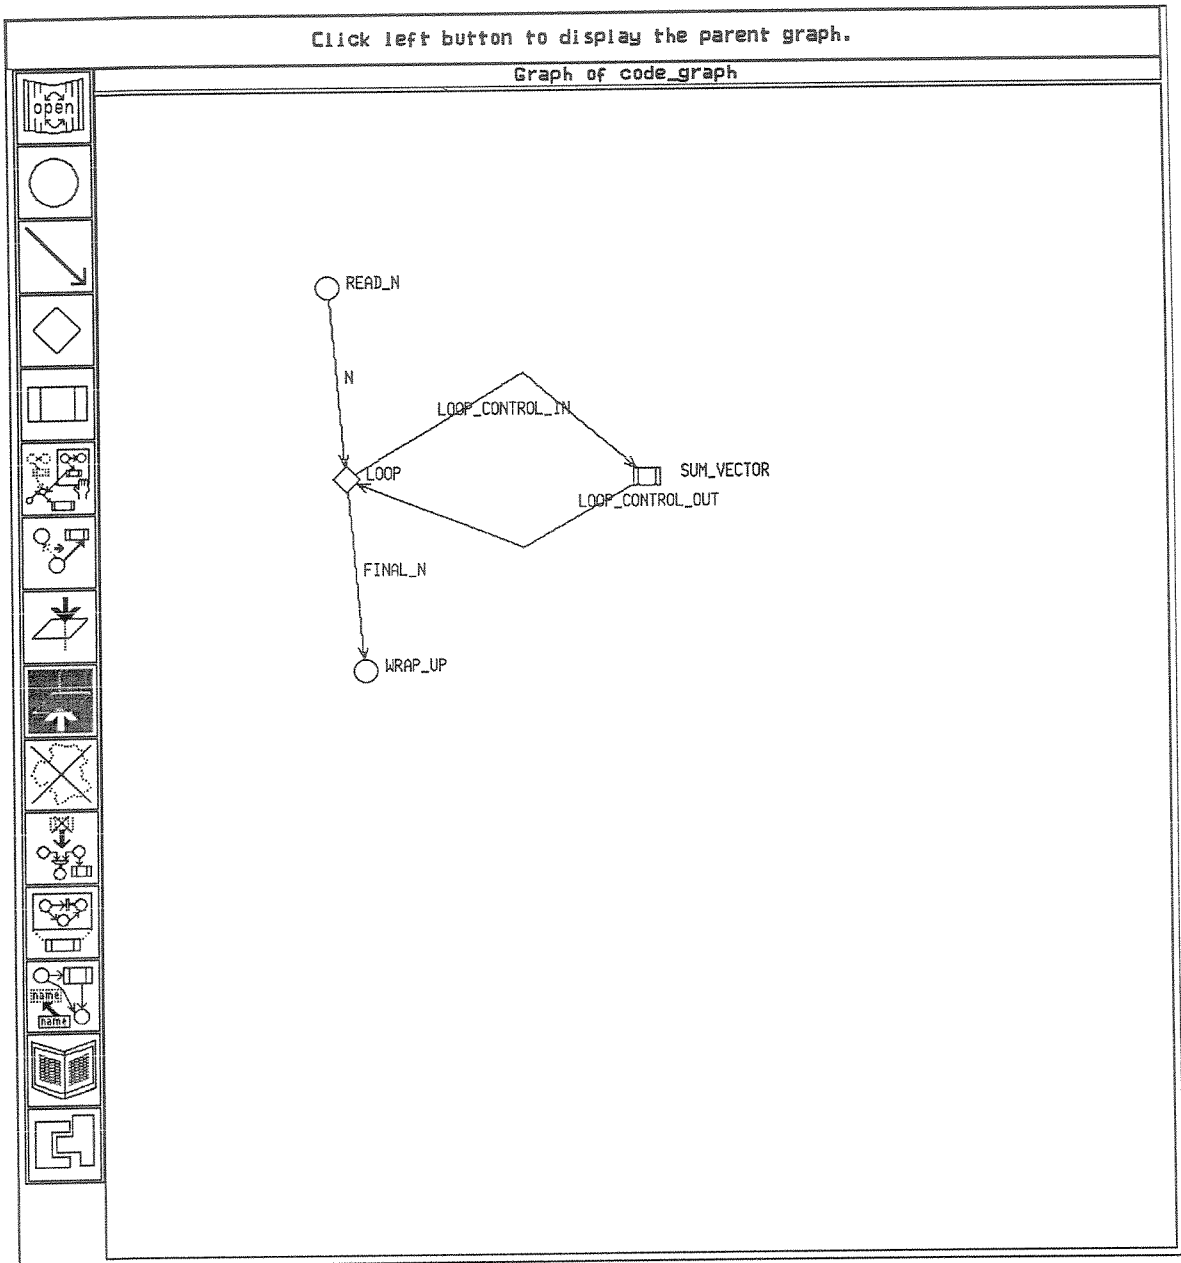 Click left button to display the parent graph.
Graph of code_graph
open
READ_N
N
LOOP_CONTROL_IN
LOOP
SUM_VECTOR
LOOP_CONTROL_OUT
FINAL_N
WRAP_UP
name
name